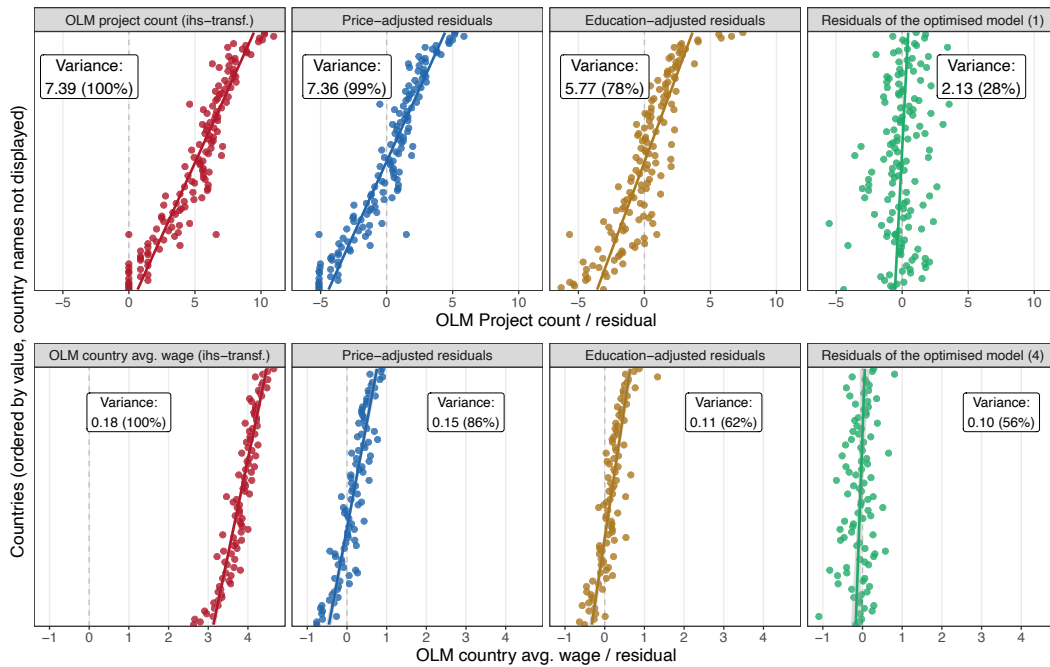 OLM project count (ihs−transf.)
Price−adjusted residuals
Education−adjusted residuals
Residuals of the optimised model (1)
Variance:
7.39 (100%)
Variance:
7.36 (99%)
Variance:
5.77 (78%)
Variance:
2.13 (28%)
−5 0 5 10
−5 0 5 10
−5 0 5 10
−5 0 5 10
OLM Project count / residual
Countries (ordered by value, country names not displayed)
OLM country avg. wage (ihs−transf.)
Price−adjusted residuals
Education−adjusted residuals
Residuals of the optimised model (4)
Variance:
0.18 (100%)
Variance:
0.15 (86%)
Variance:
0.11 (62%)
Variance:
0.10 (56%)
−1 0 1 2 3 4
−1 0 1 2 3 4
−1 0 1 2 3 4
−1 0 1 2 3 4
OLM country avg. wage / residual